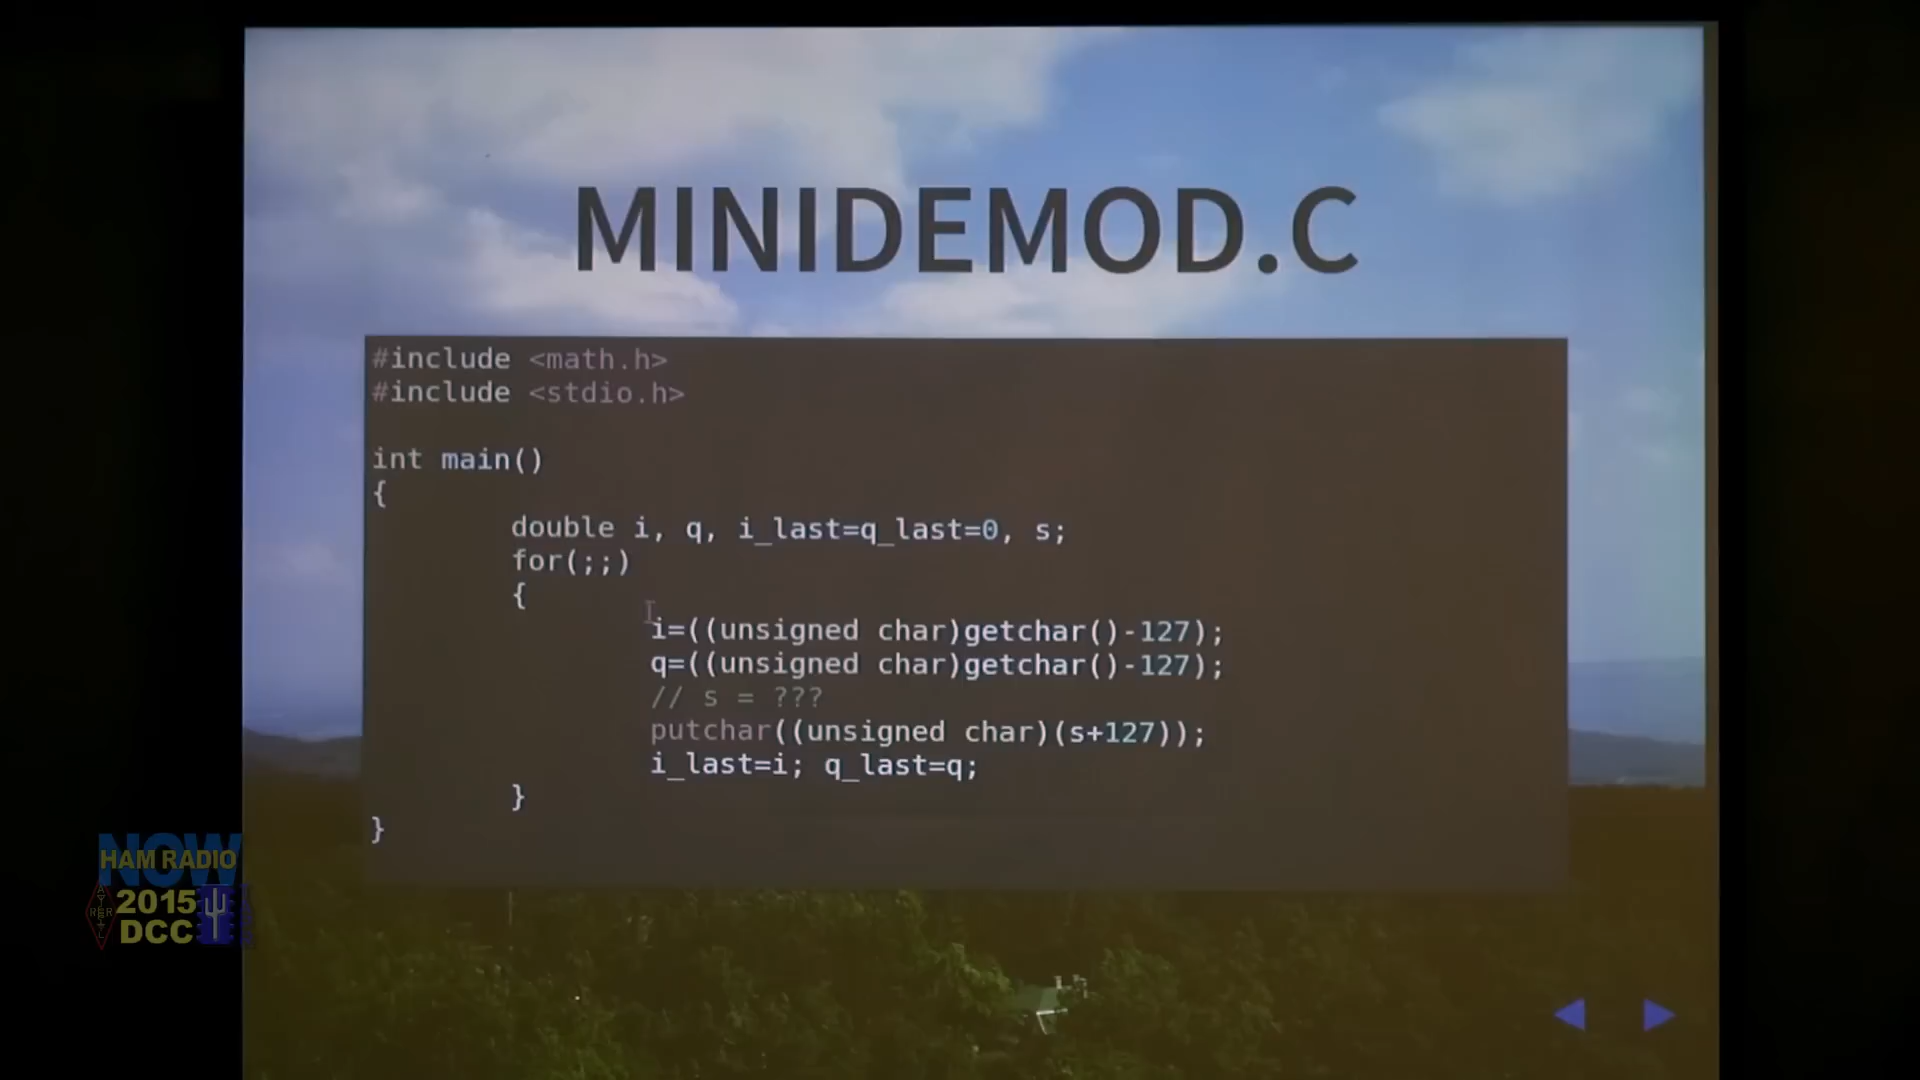 MINIDEMOD.C
#include <math.h>
#include <stdio.h>
int main()
{
double i, q, i_last=q_last=0, s;
for(;;)
{
i=((unsigned char)getchar()-127);
q=((unsigned char)getchar()-127);
// s = ???
putchar((unsigned char)(s+127));
i_last=i; q_last=q;
}
}
NOW
HAM RADIO
2015
DCC